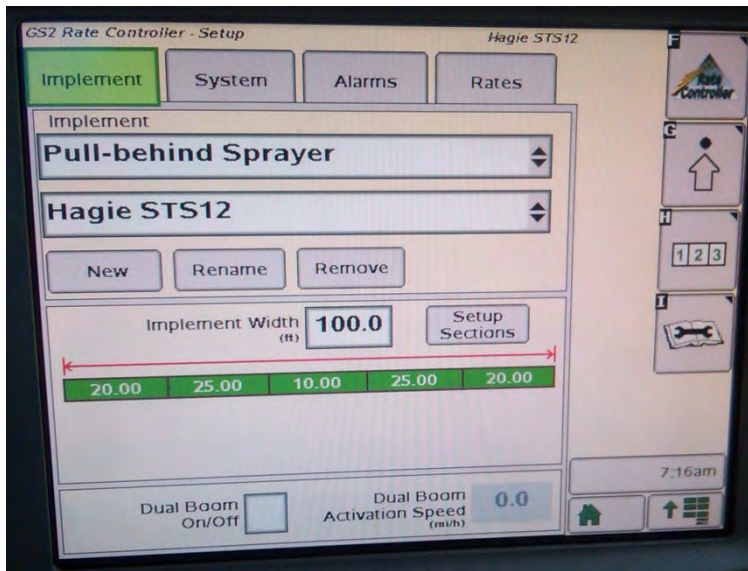 GS2 Rate Controller - Setup
Hagie STS12
Implement
System
Alarms
Rates
Implement
Pull-behind Sprayer
Hagie STS12
New
Rename
Remove
Implement Width
(ft)
100.0
Setup
Sections
20.00 25.00 10.00 25.00 20.00
Dual Boom
On/Off
Dual Boom
Activation Speed
(mi/h)
0.0
F
Rate
Controller
G
H
1 2 3
I
7:16am